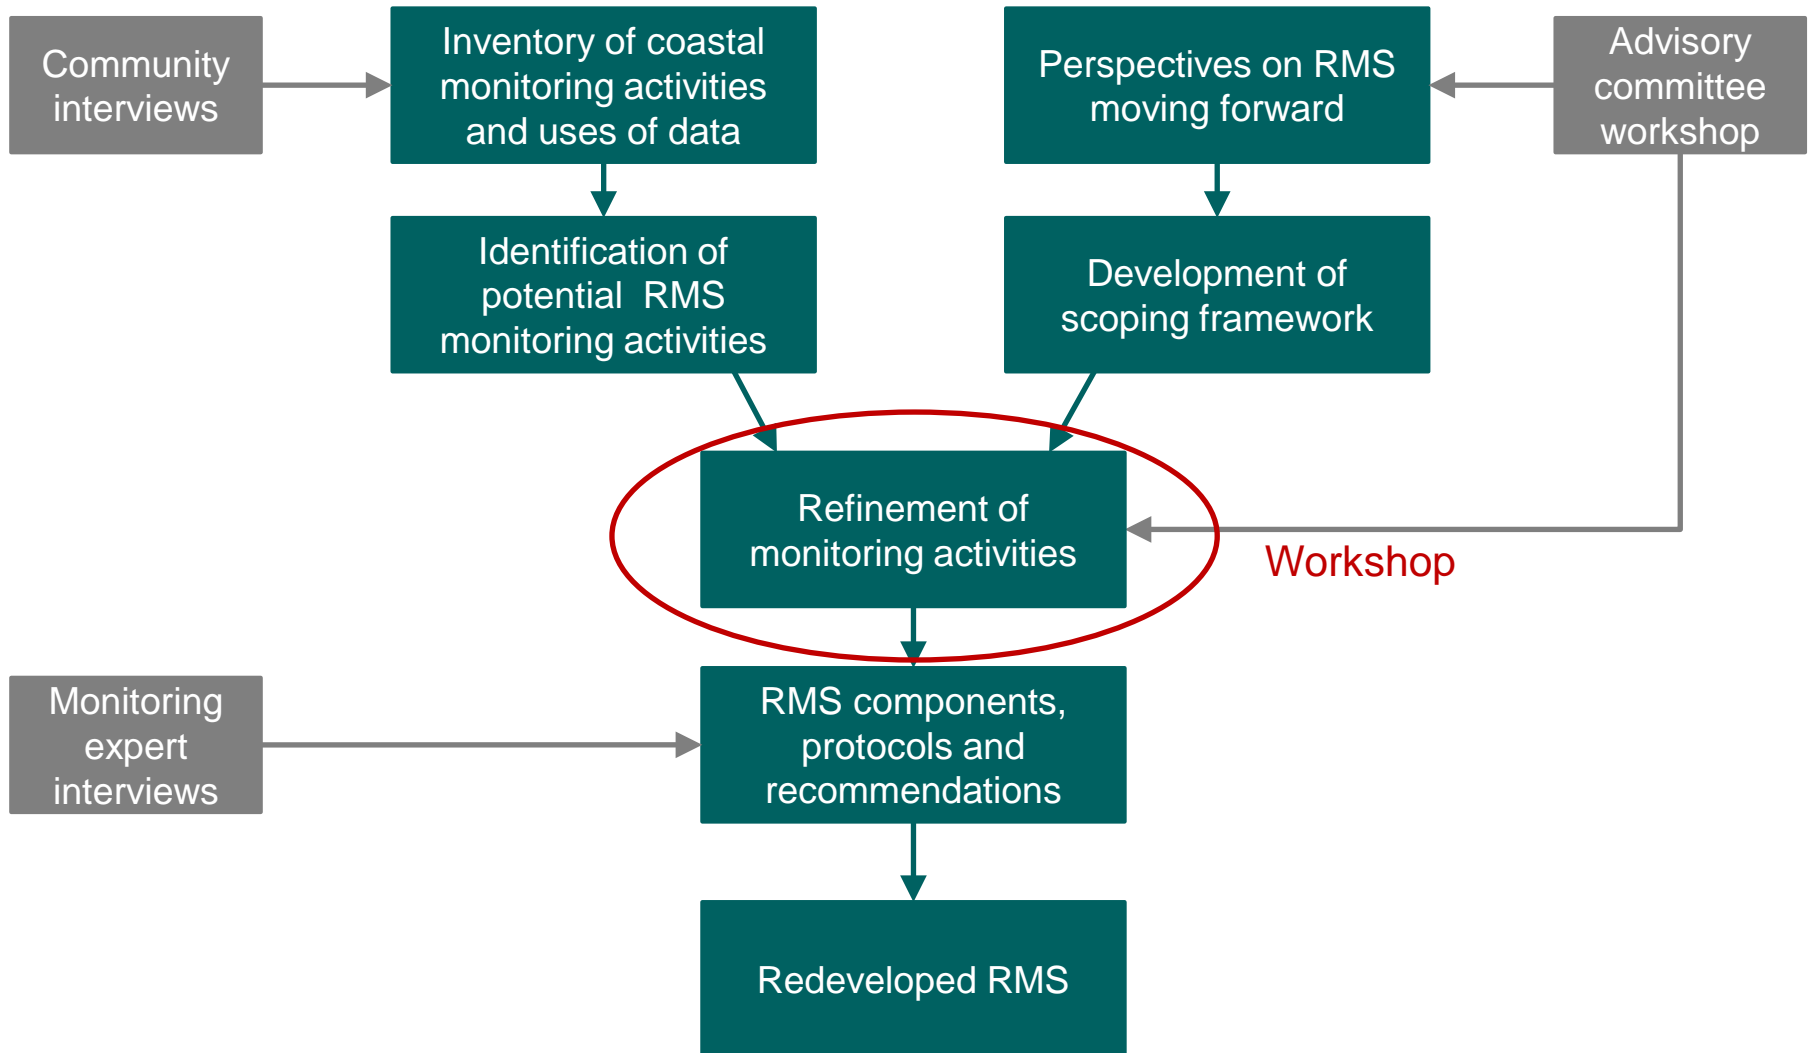 Community
interviews
Inventory of coastal
monitoring activities
and uses of data
Perspectives on RMS
moving forward
Advisory
committee
workshop
Identification of
potential  RMS
monitoring activities
Development of
scoping framework
Refinement of
monitoring activities
Workshop
Monitoring
expert
interviews
RMS components,
protocols and
recommendations
Redeveloped RMS